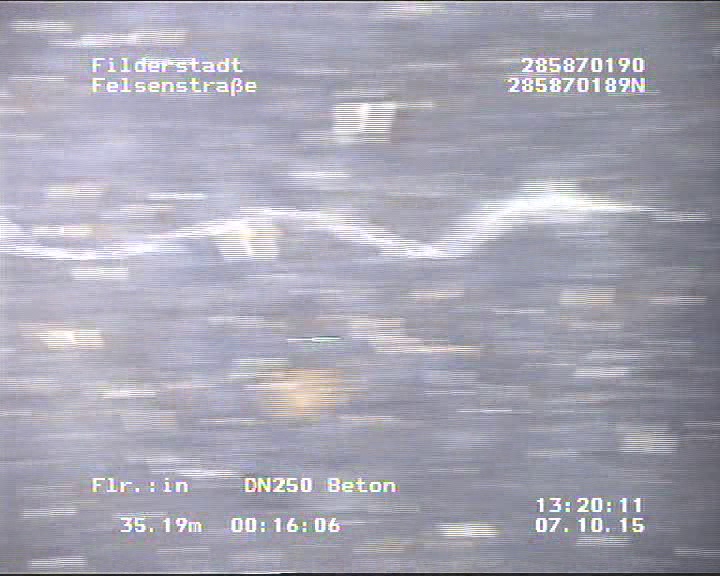 Filderstadt 285870190
Felsenstraße 285870189N
Flr.:in DN250 Beton
13:20:11
35.19m 00:16:06 07.10.15